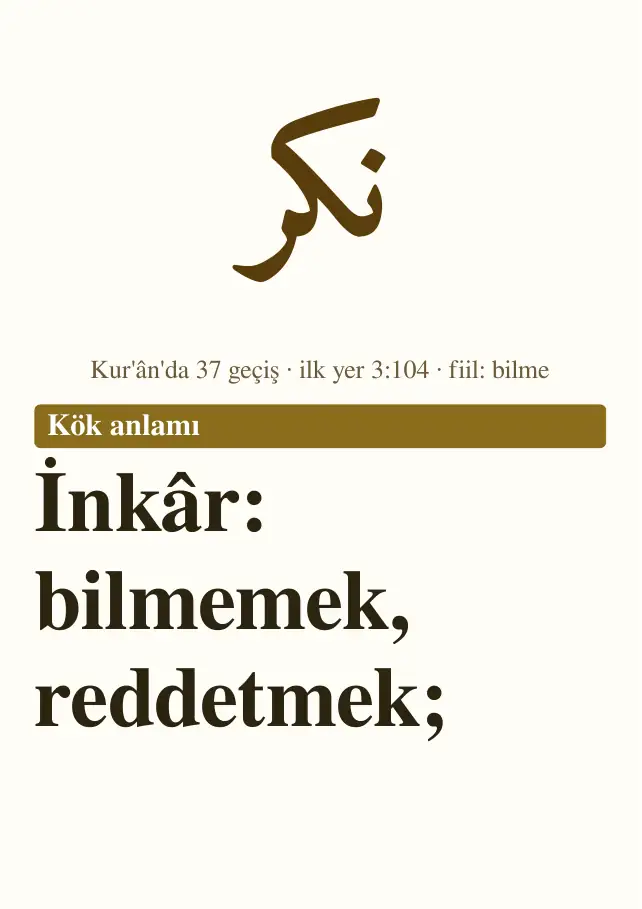 نكر
Kur'ân'da 37 geçiş · ilk yer 3:104 · fiil: bilme
Kök anlamı
İnkâr:
bilmemek,
reddetmek;